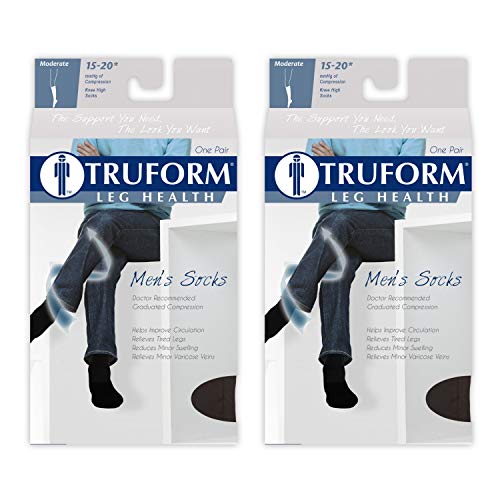 Moderate
15-20*
mmHg of
Compression
Knee High
Socks
The Support You Need,
The Look You Want
One Pair
TRUFORM®
LEG HEALTH
TM
Men's Socks
Doctor Recommended
Graduated Compression
Helps Improve Circulation
Relieves Tired Legs
Reduces Minor Swelling
Relieves Minor Varicose Veins
Moderate
15-20*
mmHg of
Compression
Knee High
Socks
The Support You Need,
The Look You Want
One Pair
TRUFORM®
LEG HEALTH
TM
Men's Socks
Doctor Recommended
Graduated Compression
Helps Improve Circulation
Relieves Tired Legs
Reduces Minor Swelling
Relieves Minor Varicose Veins